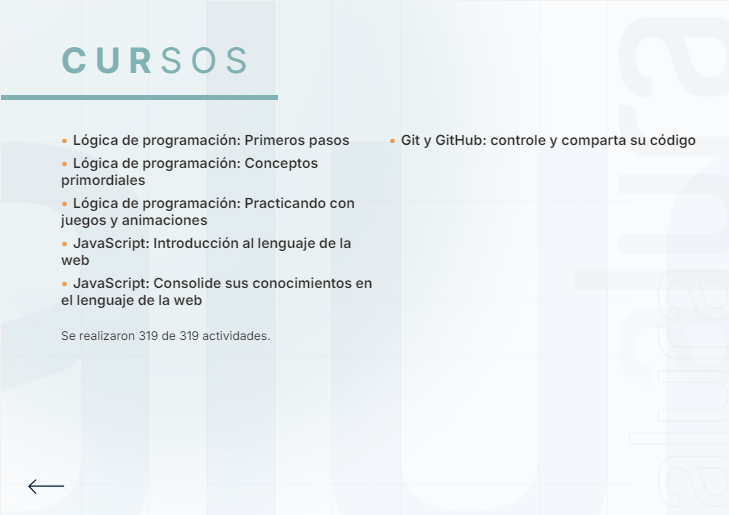 CURSOS
• Lógica de programación: Primeros pasos
• Lógica de programación: Conceptos
primordiales
• Lógica de programación: Practicando con
juegos y animaciones
• JavaScript: Introducción al lenguaje de la
web
• JavaScript: Consolide sus conocimientos en
el lenguaje de la web
• Git y GitHub: controle y comparta su código
Se realizaron 319 de 319 actividades.
alura
alura
alura